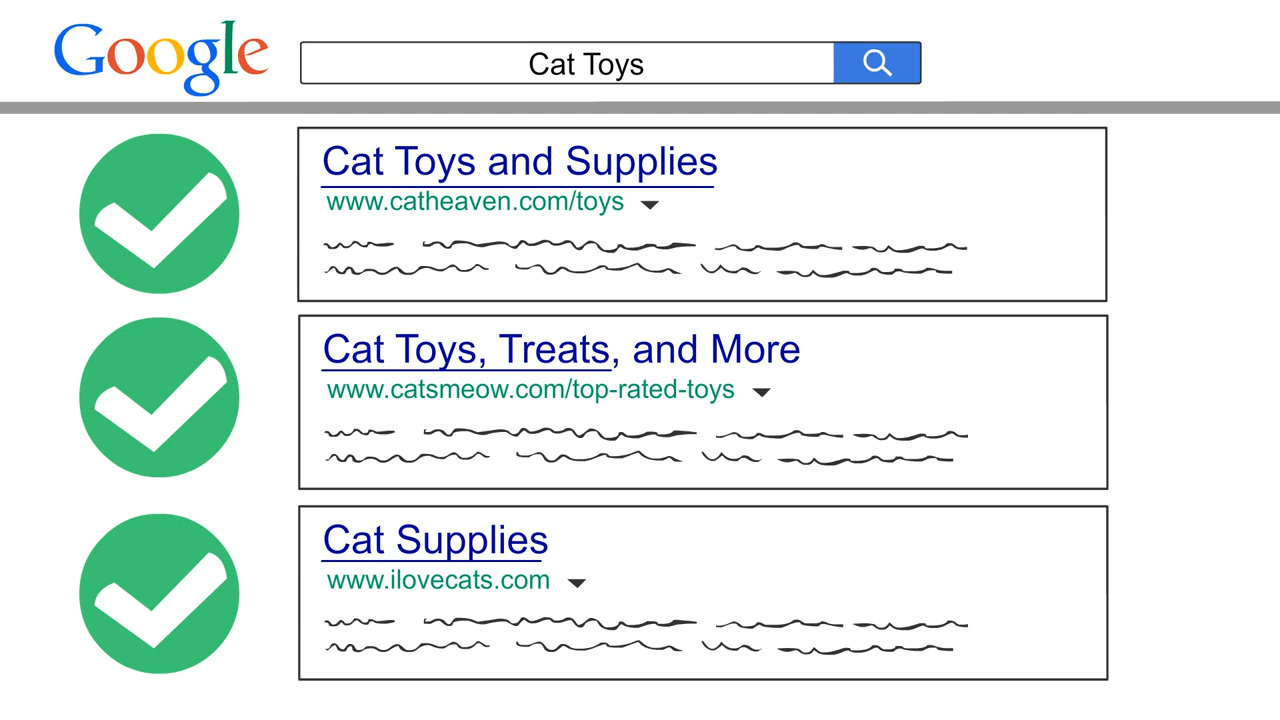 Google
Cat Toys
Cat Toys and Supplies
www.catheaven.com/toys
Cat Toys, Treats, and More
www.catsmeow.com/top-rated-toys
Cat Supplies
www.ilovecats.com